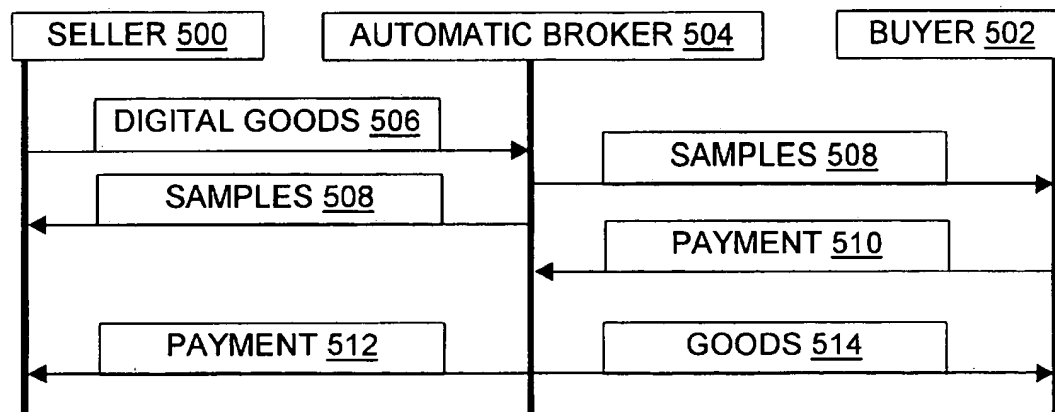 SELLER 500
AUTOMATIC BROKER 504
BUYER 502
DIGITAL GOODS 506
SAMPLES 508
SAMPLES 508
PAYMENT 510
PAYMENT 512
GOODS 514